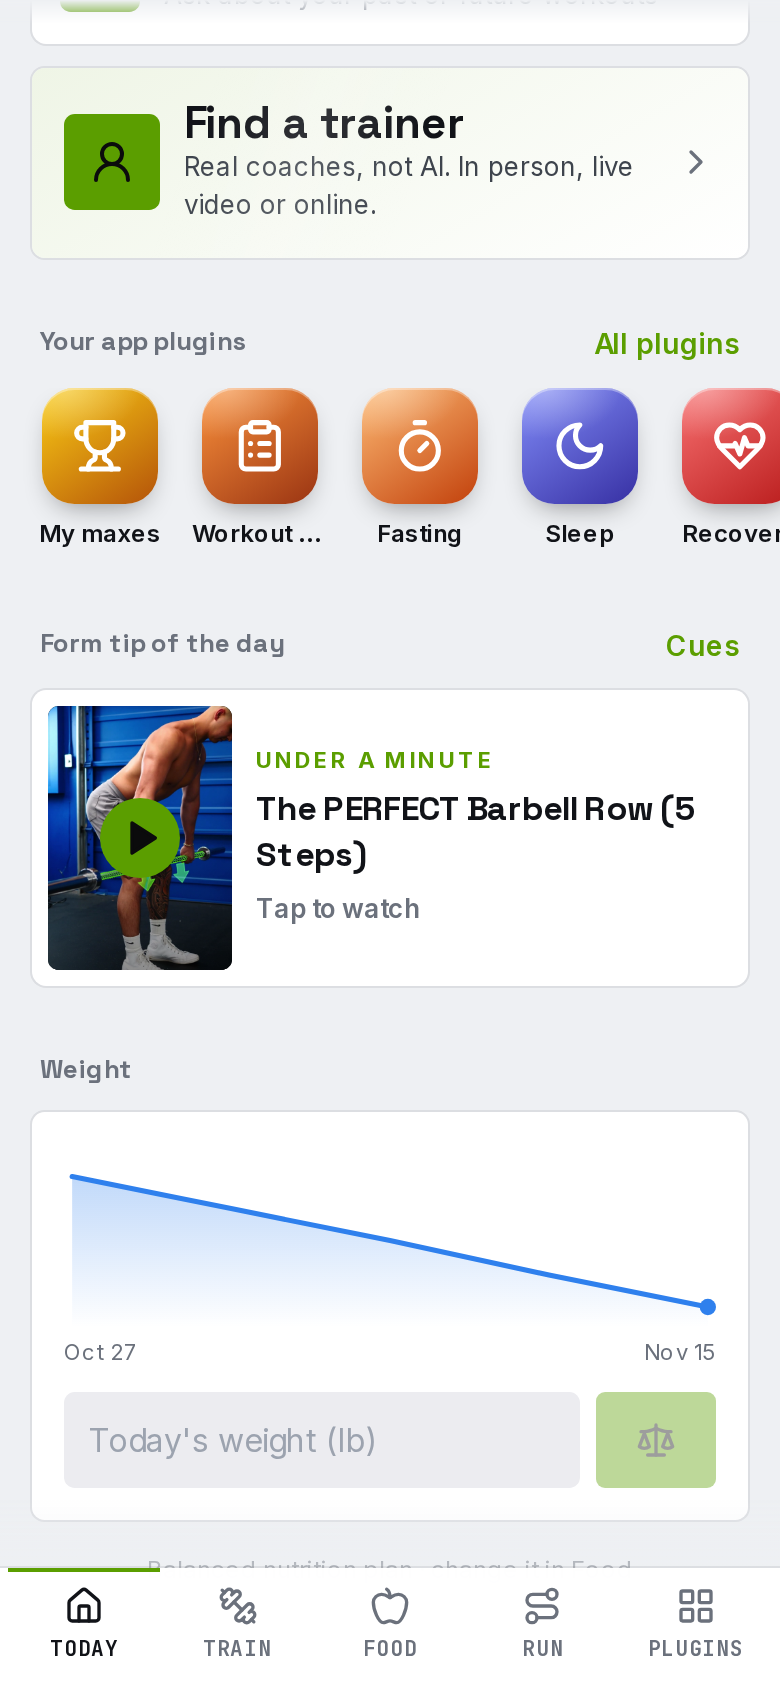 Find a trainer
Real coaches, not AI. In person, live
video or online.
Your app plugins
All plugins
My maxes
Workout ...
Fasting
Sleep
Recover
Form tip of the day
Cues
UNDER A MINUTE
The PERFECT Barbell Row (5
Steps)
Tap to watch
Weight
Oct 27
Nov 15
Today's weight (lb)
TODAY
TRAIN
FOOD
RUN
PLUGINS